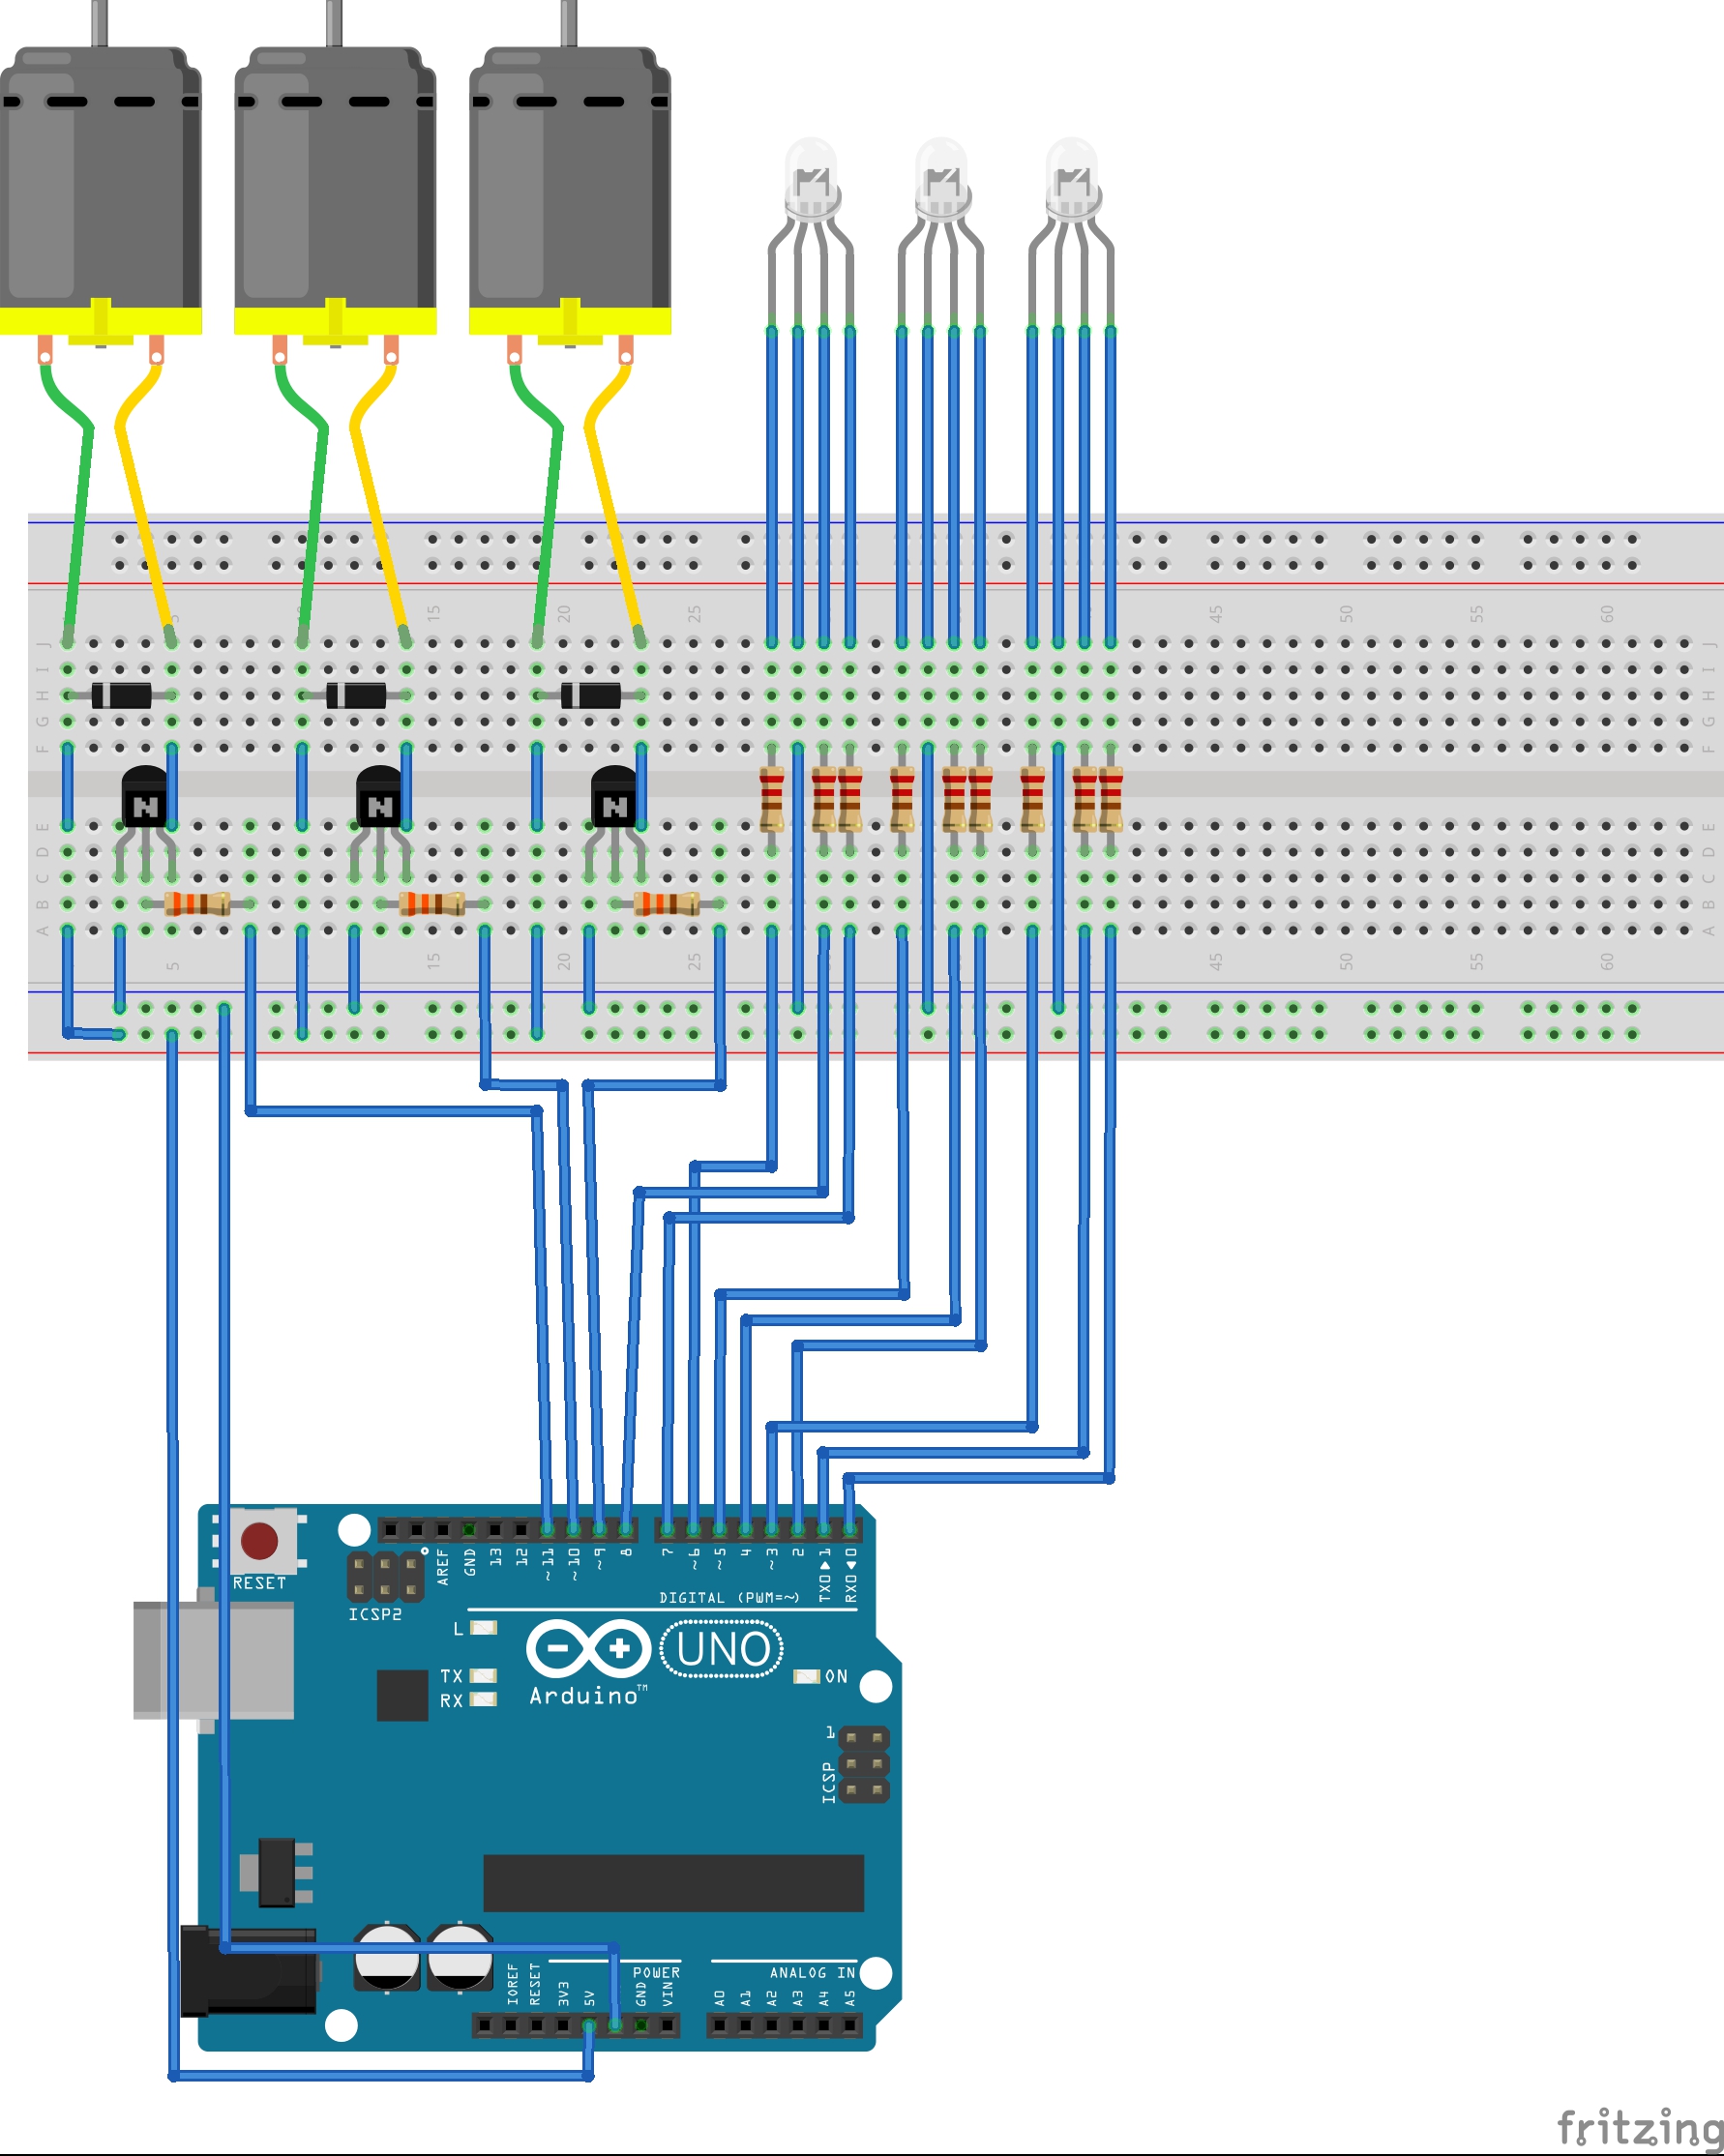 15 20 25 45 50 55 60
J J
I I
H H
G G
F F
N N N
E E
D D
C C
B B
A A
5 15 20 25 45 50 55 60
RESET
ICSP2
AREF
GND
13
12
~11
~10
~9
8
7
~6
~5
4
~3
2
TX0▶1
RX0◀0
DIGITAL (PWM=~)
L
TX
RX
UNO
ON
Arduino™
1
ICSP
IOREF
RESET
3V3
5V
GND
VIN
POWER
A0
A1
A2
A3
A4
A5
ANALOG IN
fritzing